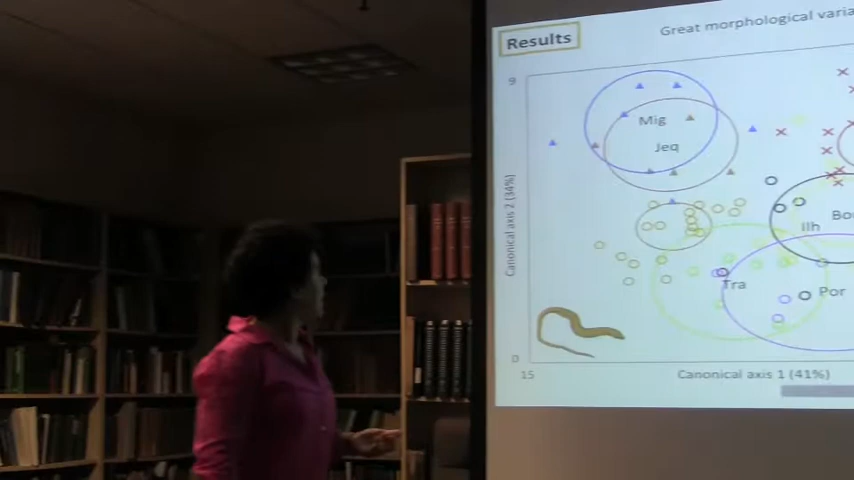 Results
Great morphological varia
9
Mig
Jeq
Canonical axis 2 (34%)
Ilh
Bo
Tra
Por
0
15
Canonical axis 1 (41%)